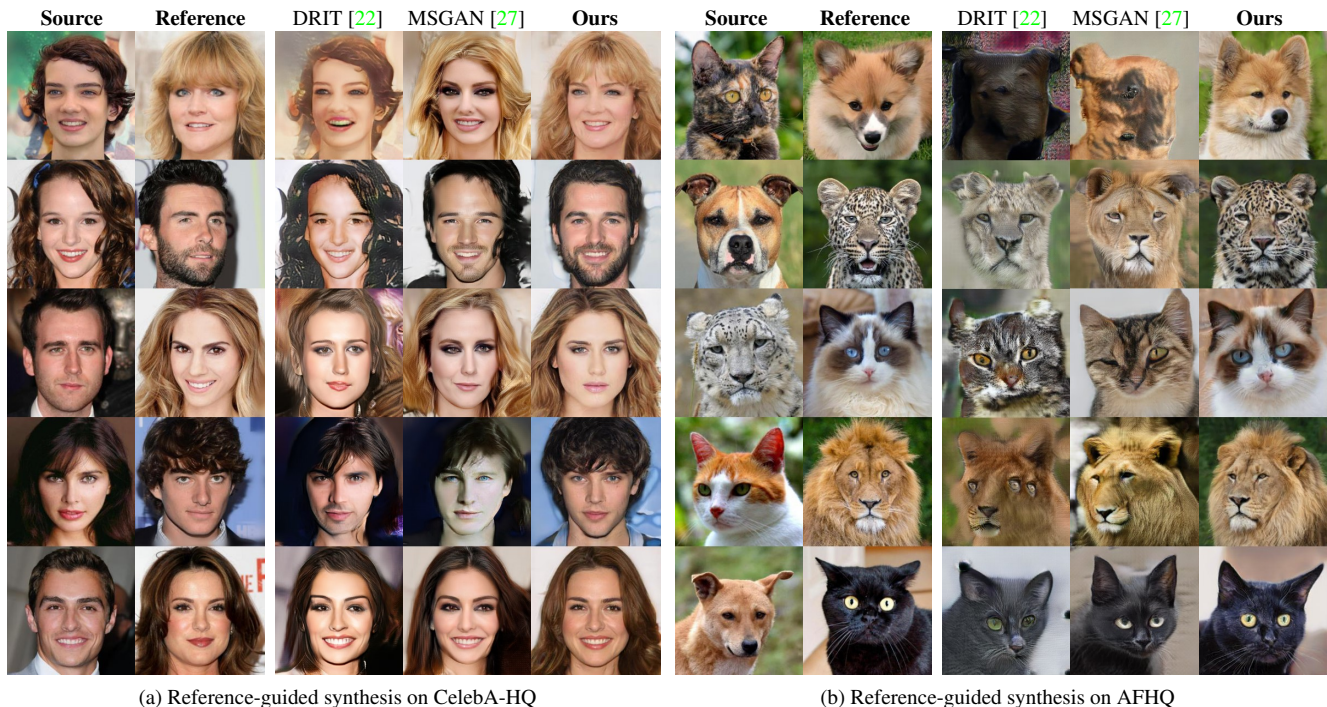 Source Reference DRIT [22] MSGAN [27] Ours Source Reference DRIT [22] MSGAN [27] Ours
(a) Reference-guided synthesis on CelebA-HQ (b) Reference-guided synthesis on AFHQ